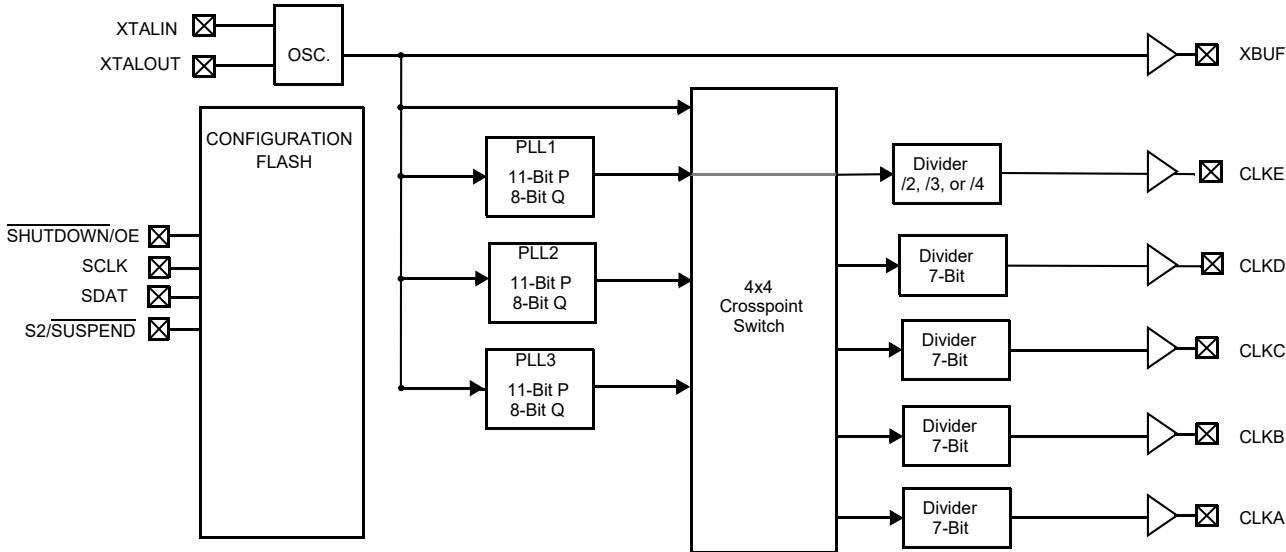 XTALIN
XTALOUT
OSC.
XBUF
CONFIGURATION
FLASH
SHUTDOWN/OE
SCLK
SDAT
S2/SUSPEND
PLL1
11-Bit P
8-Bit Q
PLL2
11-Bit P
8-Bit Q
PLL3
11-Bit P
8-Bit Q
4x4
Crosspoint
Switch
Divider
/2, /3, or /4
CLKE
Divider
7-Bit
CLKD
Divider
7-Bit
CLKC
Divider
7-Bit
CLKB
Divider
7-Bit
CLKA